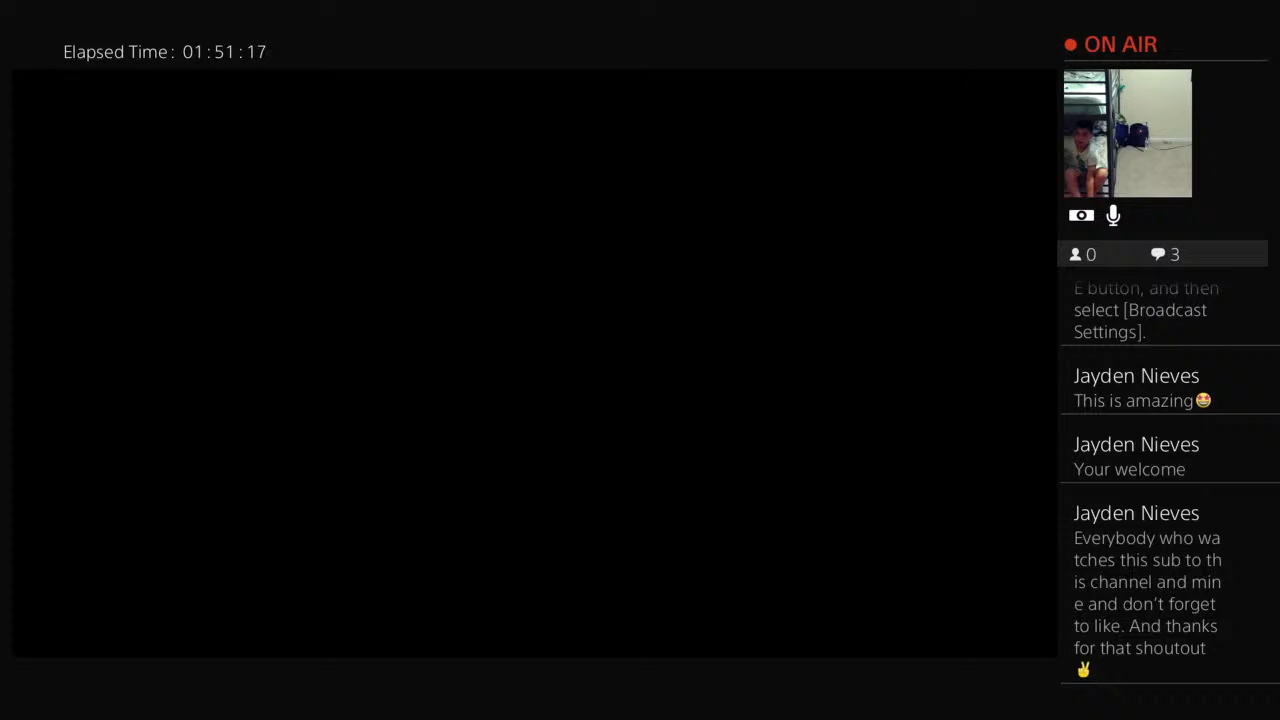 Elapsed Time: 01:51:17
ON AIR
0 3
E button, and then
select [Broadcast
Settings].
Jayden Nieves
This is amazing🤩
Jayden Nieves
Your welcome
Jayden Nieves
Everybody who wa
tches this sub to th
is channel and min
e and don’t forget
to like. And thanks
for that shoutout
✌